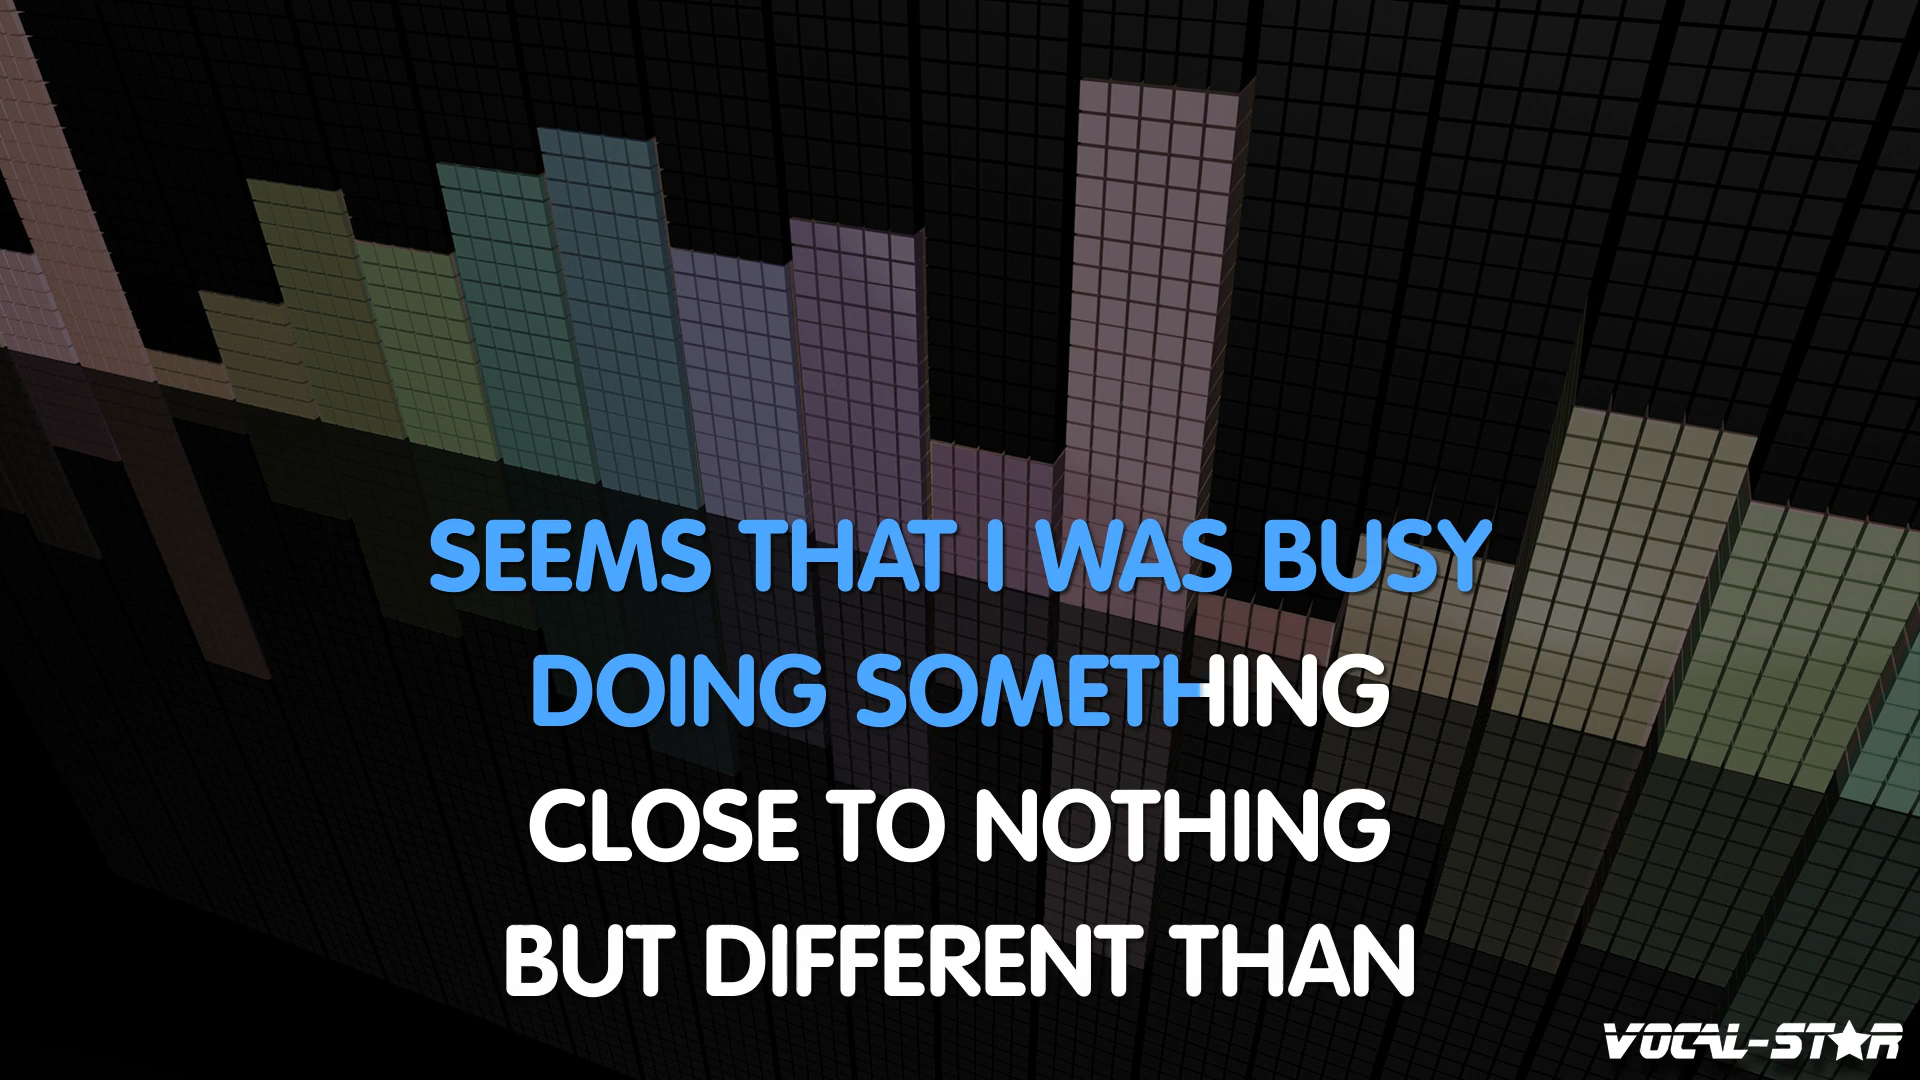 SEEMS THAT I WAS BUSY
DOING SOMETHING
CLOSE TO NOTHING
BUT DIFFERENT THAN
VOCAL-STAR